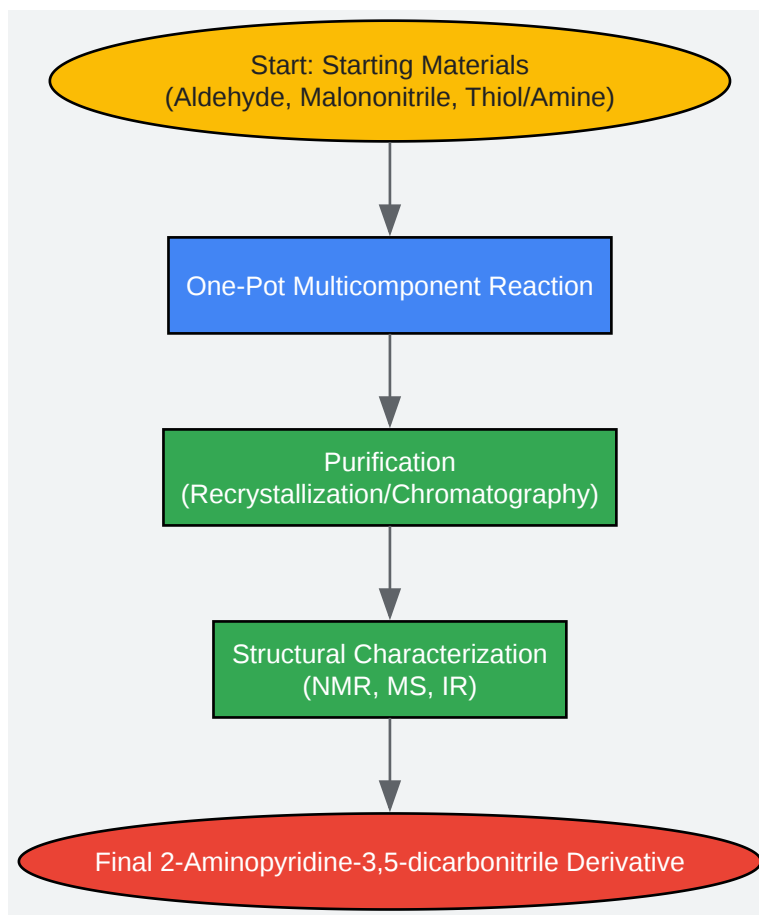 Start: Starting Materials
(Aldehyde, Malononitrile, Thiol/Amine)
One-Pot Multicomponent Reaction
Purification
(Recrystallization/Chromatography)
Structural Characterization
(NMR, MS, IR)
Final 2-Aminopyridine-3,5-dicarbonitrile Derivative